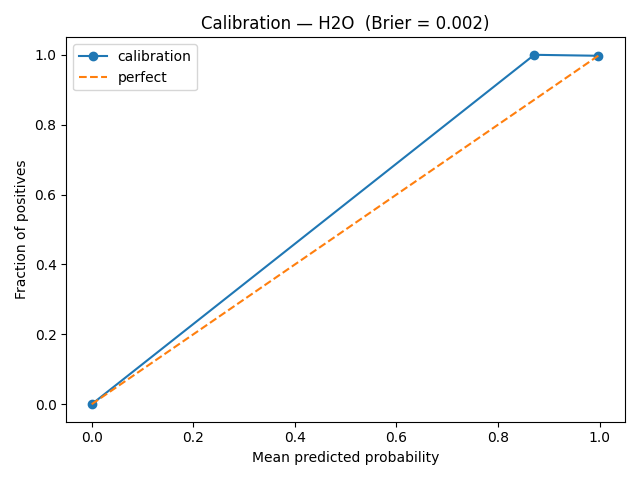 Calibration — H2O  (Brier = 0.002)
calibration
perfect
Fraction of positives
1.0
0.8
0.6
0.4
0.2
0.0
0.0 0.2 0.4 0.6 0.8 1.0
Mean predicted probability